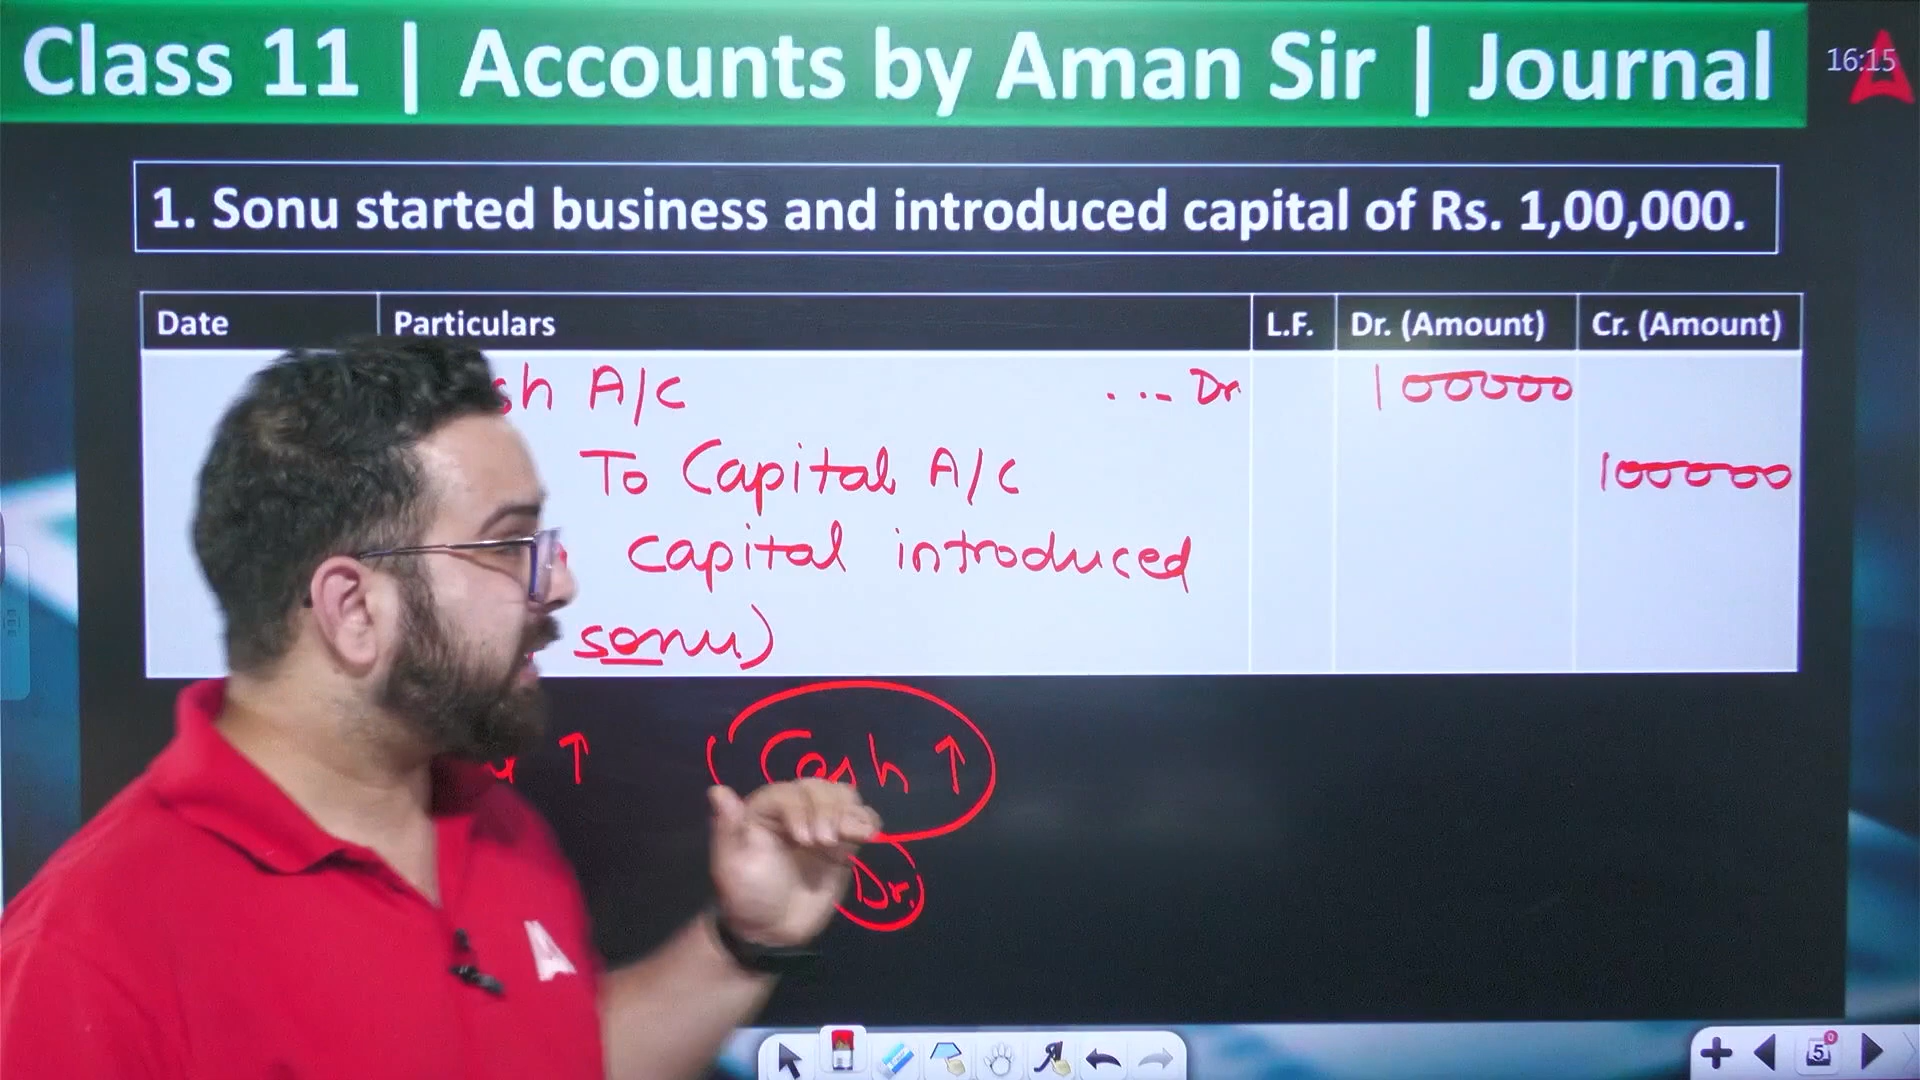 Class 11 | Accounts by Aman Sir | Journal
16:15
1. Sonu started business and introduced capital of Rs. 1,00,000.
Date Particulars L.F. Dr. (Amount) Cr. (Amount)
sh A/C ... Dr 100000
To Capital A/C 100000
capital introduced
sonu)
↑ Cash ↑
Dr.
5
0